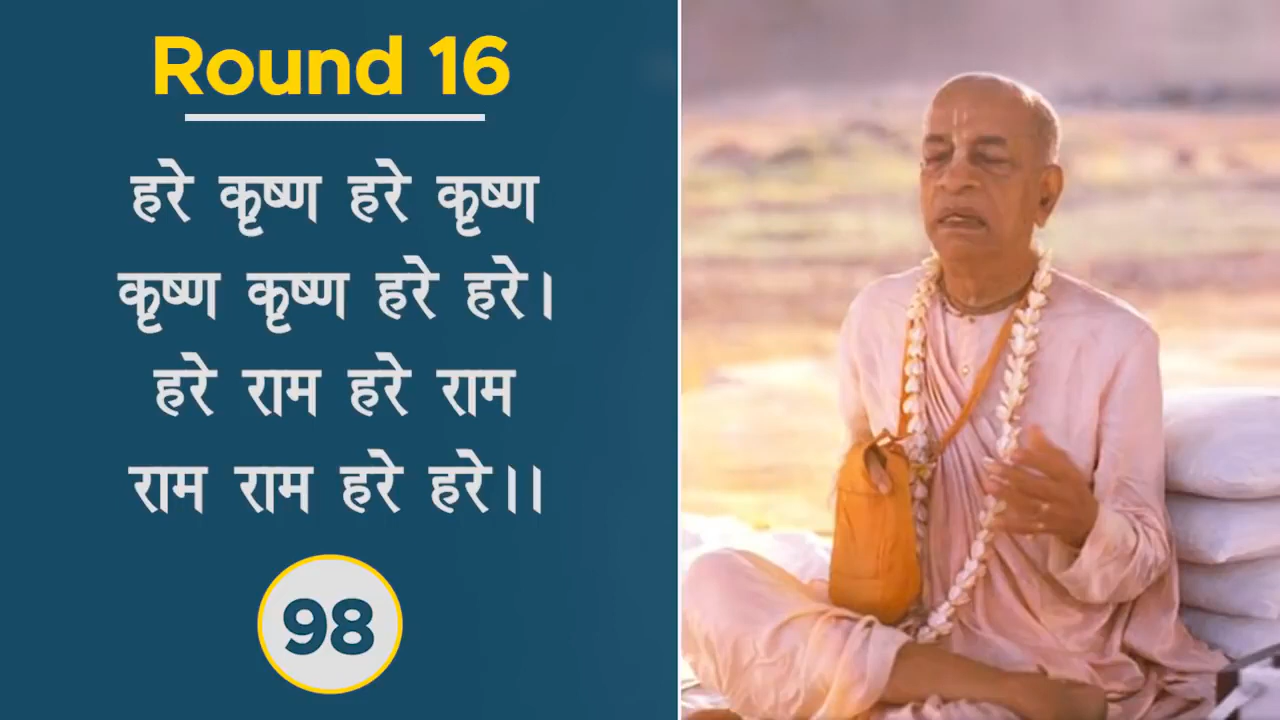 Round 16
हरे कृष्ण हरे कृष्ण
कृष्ण कृष्ण हरे हरे।
हरे राम हरे राम
राम राम हरे हरे।।
98